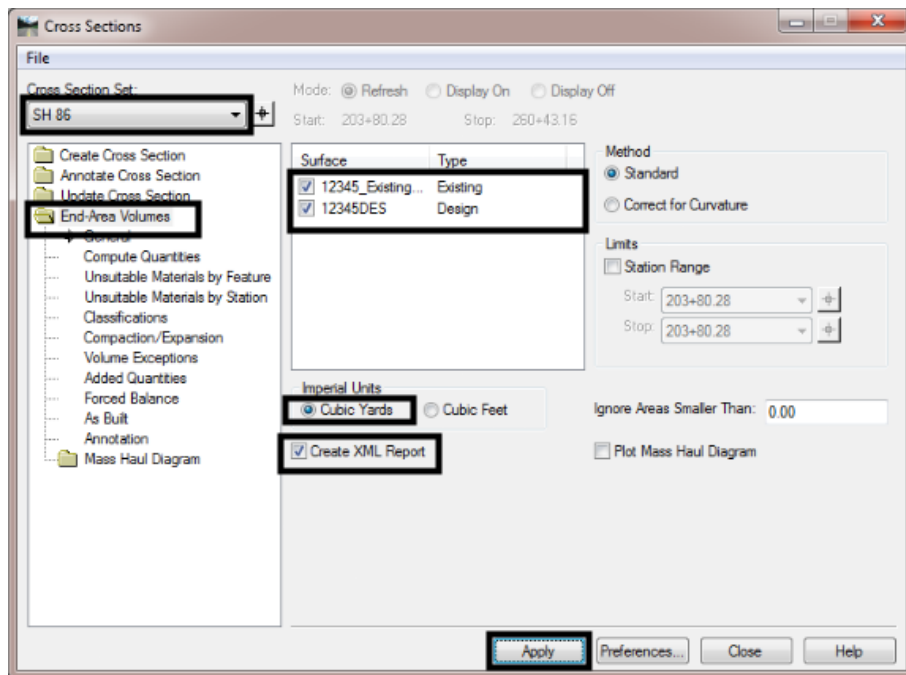 Cross Sections
File
Cross Section Set:
SH 86
Mode: Refresh Display On Display Off
Start: 203+80.28 Stop: 260+43.16
Create Cross Section
Annotate Cross Section
Update Cross Section
End-Area Volumes
General
Compute Quantities
Unsuitable Materials by Feature
Unsuitable Materials by Station
Classifications
Compaction/Expansion
Volume Exceptions
Added Quantities
Forced Balance
As Built
Annotation
Mass Haul Diagram
Surface Type
12345_Existing... Existing
12345DES Design
Method
Standard
Correct for Curvature
Limits
Station Range
Start: 203+80.28
Stop: 203+80.28
Imperial Units
Cubic Yards Cubic Feet
Ignore Areas Smaller Than: 0.00
Create XML Report
Plot Mass Haul Diagram
Apply Preferences... Close Help